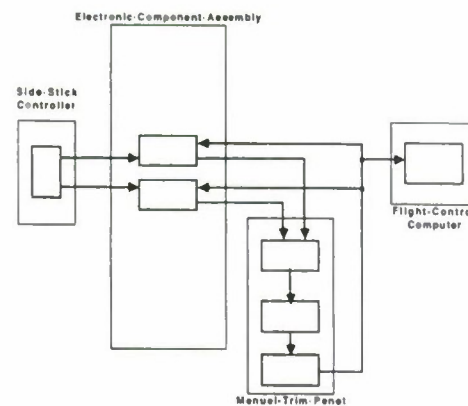 Electronic-Component-Assembly
Side-Stick
Controller
Flight-Control
Computer
Manual-Trim-Panel